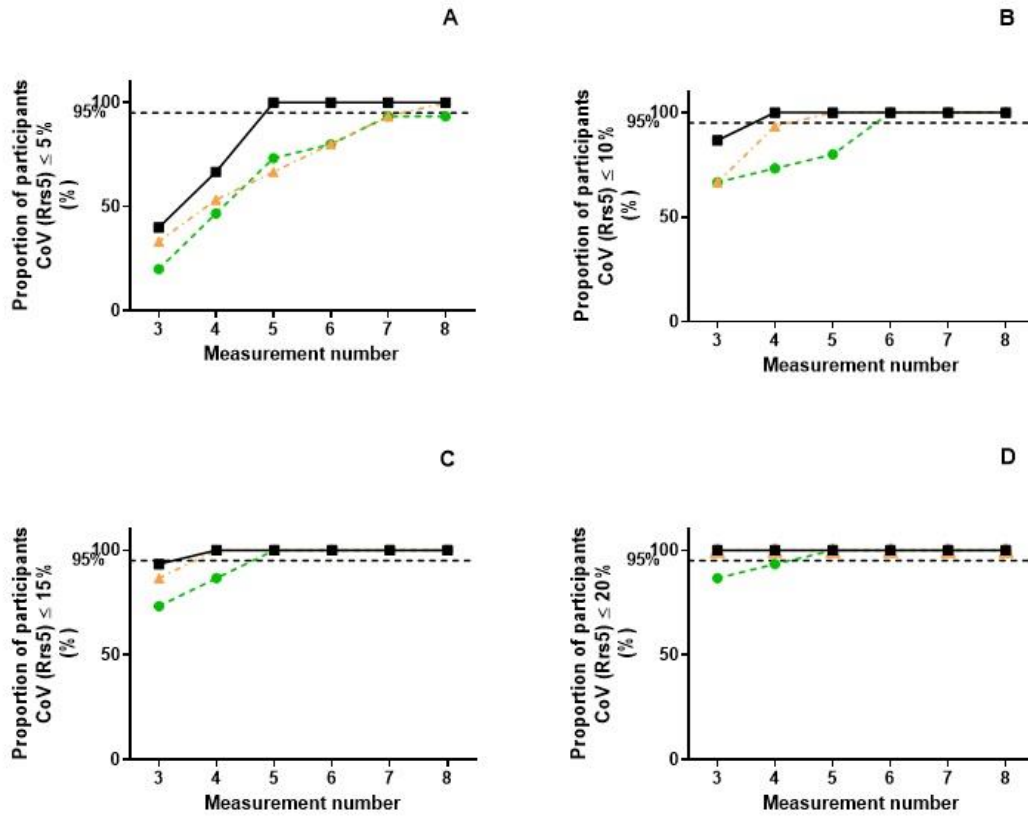 A
Proportion of participants
CoV (Rrs5) ≤ 5%
(%)
100
95%
50
0
3 4 5 6 7 8
Measurement number
B
Proportion of participants
CoV (Rrs5) ≤ 10%
(%)
100
95%
50
0
3 4 5 6 7 8
Measurement number
C
Proportion of participants
CoV (Rrs5) ≤ 15%
(%)
100
95%
50
0
3 4 5 6 7 8
Measurement number
D
Proportion of participants
CoV (Rrs5) ≤ 20%
(%)
100
95%
50
0
3 4 5 6 7 8
Measurement number